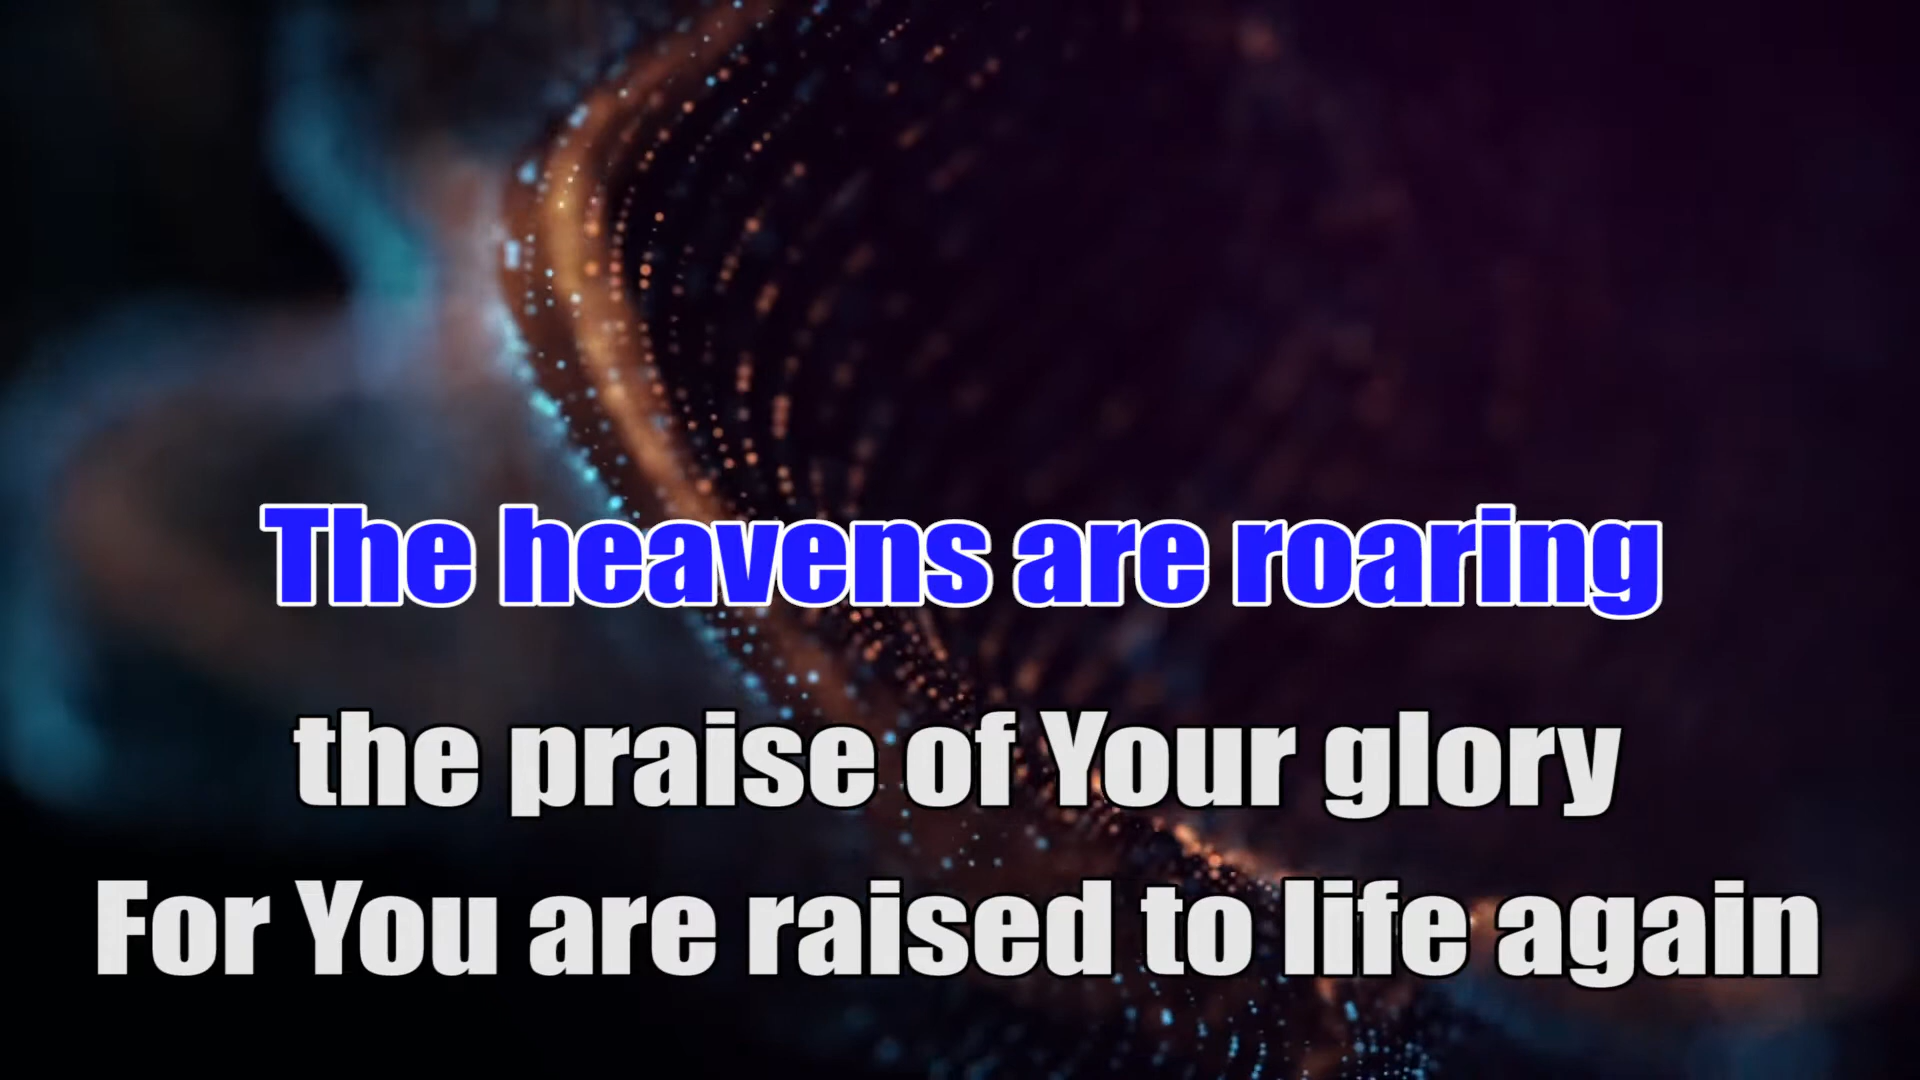 The heavens are roaring
the praise of Your glory
For You are raised to life again